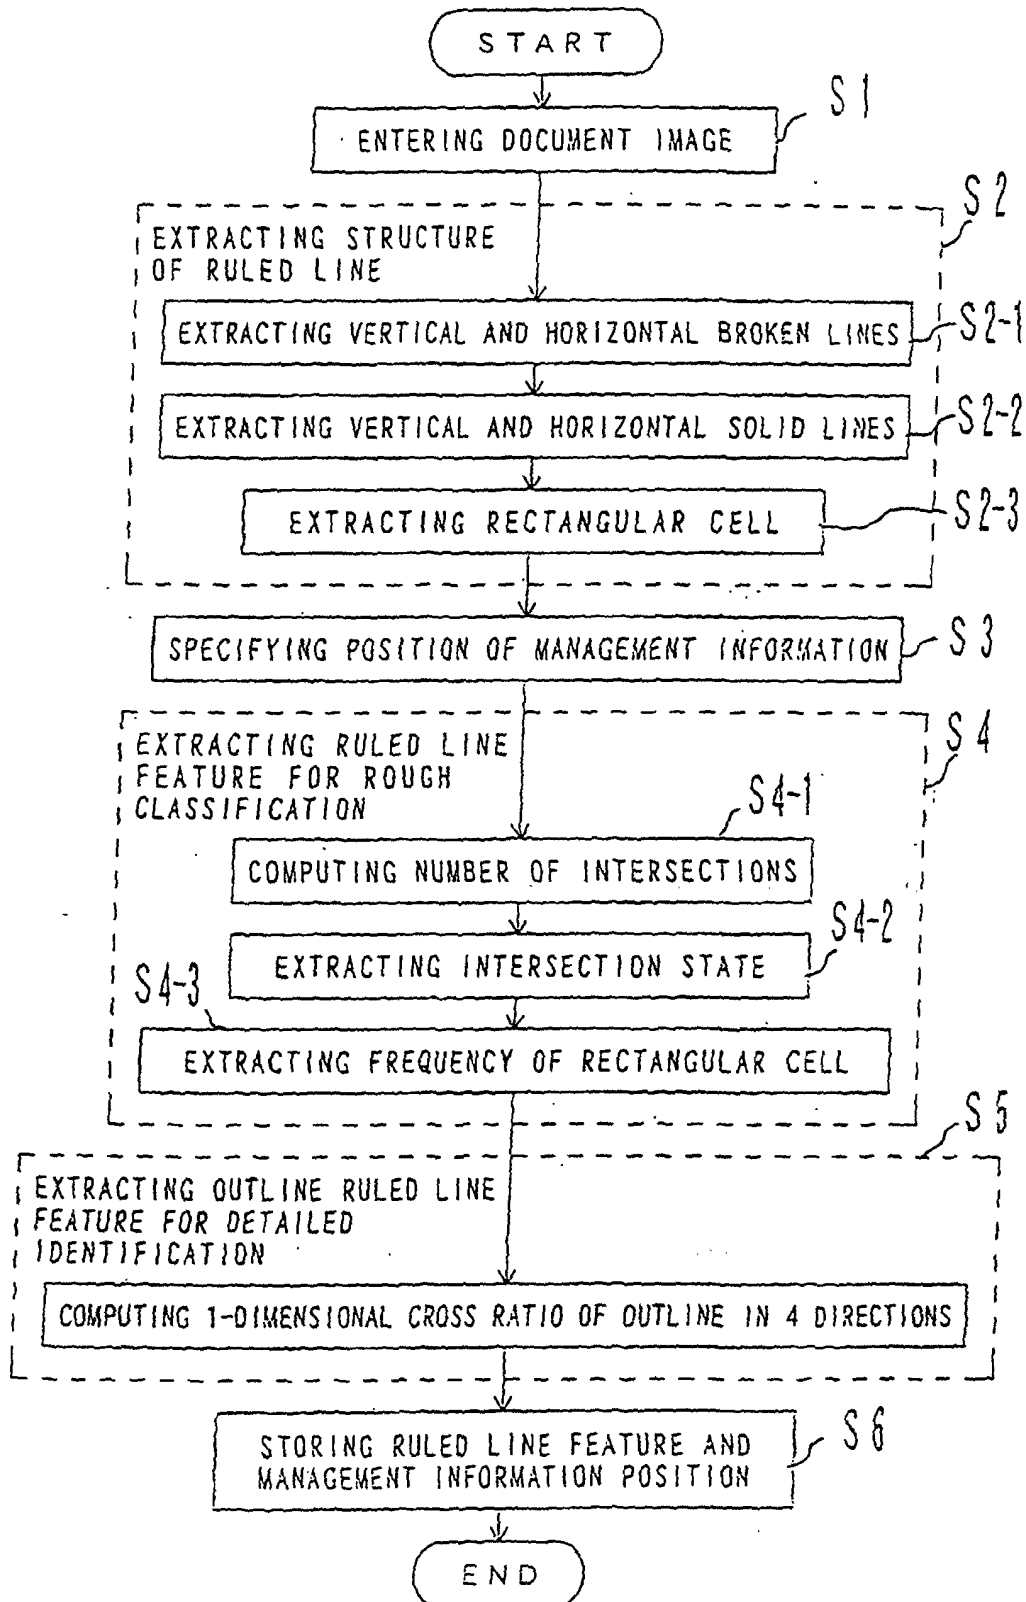 START
S1
ENTERING DOCUMENT IMAGE
S2
EXTRACTING STRUCTURE
OF RULED LINE
EXTRACTING VERTICAL AND HORIZONTAL BROKEN LINES
S2-1
EXTRACTING VERTICAL AND HORIZONTAL SOLID LINES
S2-2
EXTRACTING RECTANGULAR CELL
S2-3
SPECIFYING POSITION OF MANAGEMENT INFORMATION
S3
EXTRACTING RULED LINE
FEATURE FOR ROUGH
CLASSIFICATION
S4
S4-1
COMPUTING NUMBER OF INTERSECTIONS
S4-2
EXTRACTING INTERSECTION STATE
S4-3
EXTRACTING FREQUENCY OF RECTANGULAR CELL
S5
EXTRACTING OUTLINE RULED LINE
FEATURE FOR DETAILED
IDENTIFICATION
COMPUTING 1-DIMENSIONAL CROSS RATIO OF OUTLINE IN 4 DIRECTIONS
S6
STORING RULED LINE FEATURE AND
MANAGEMENT INFORMATION POSITION
END